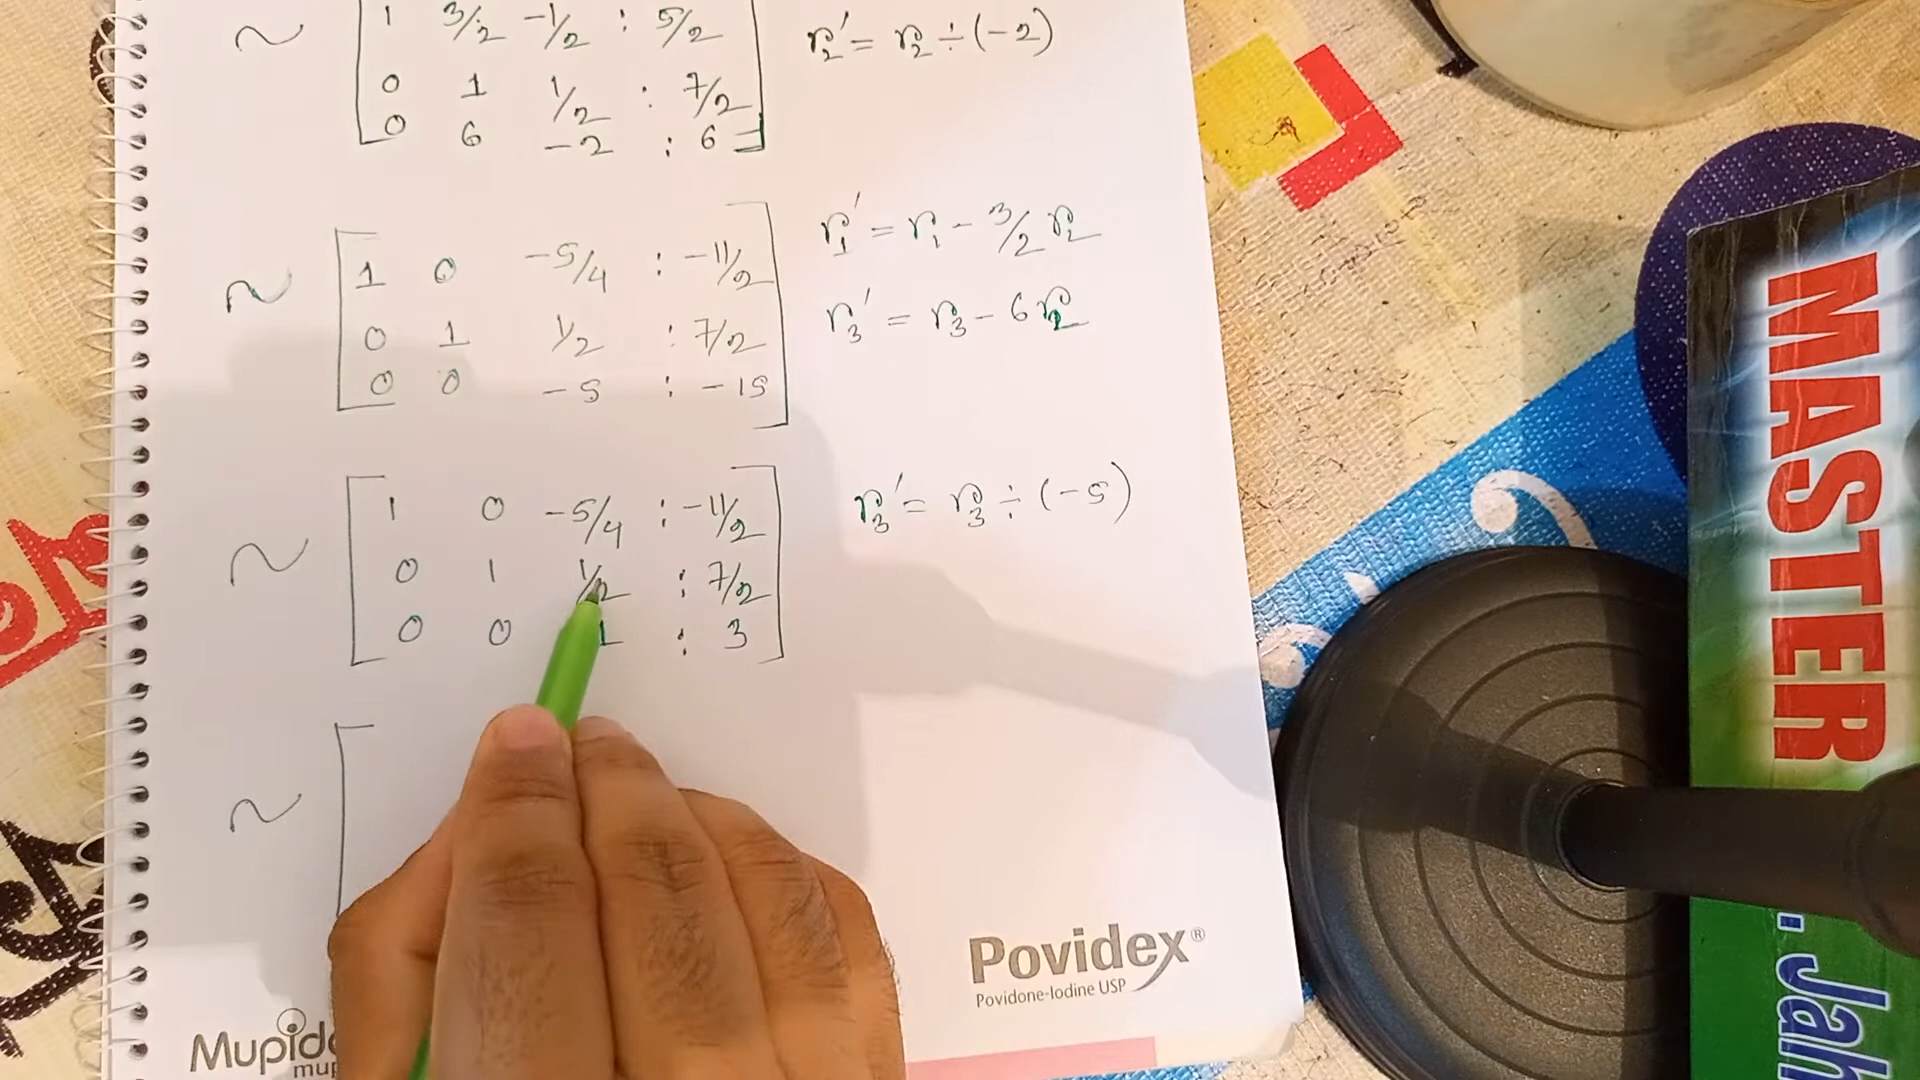 ~ 1 3/2 -1/2 : 5/2 r₂′ = r₂ ÷ (-2)
0 1 1/2 : 7/2
0 6 -2 : 6
~ 1 0 -5/4 : -11/2 r₁′ = r₁ - 3/2 r₂
0 1 1/2 : 7/2 r₃′ = r₃ - 6r₂
0 0 -5 : -15
~ 1 0 -5/4 : -11/2 r₃′ = r₃ ÷ (-5)
0 1 1/2 : 7/2
0 0 1 : 3
~
Povidex®
Povidone-Iodine USP
MASTER